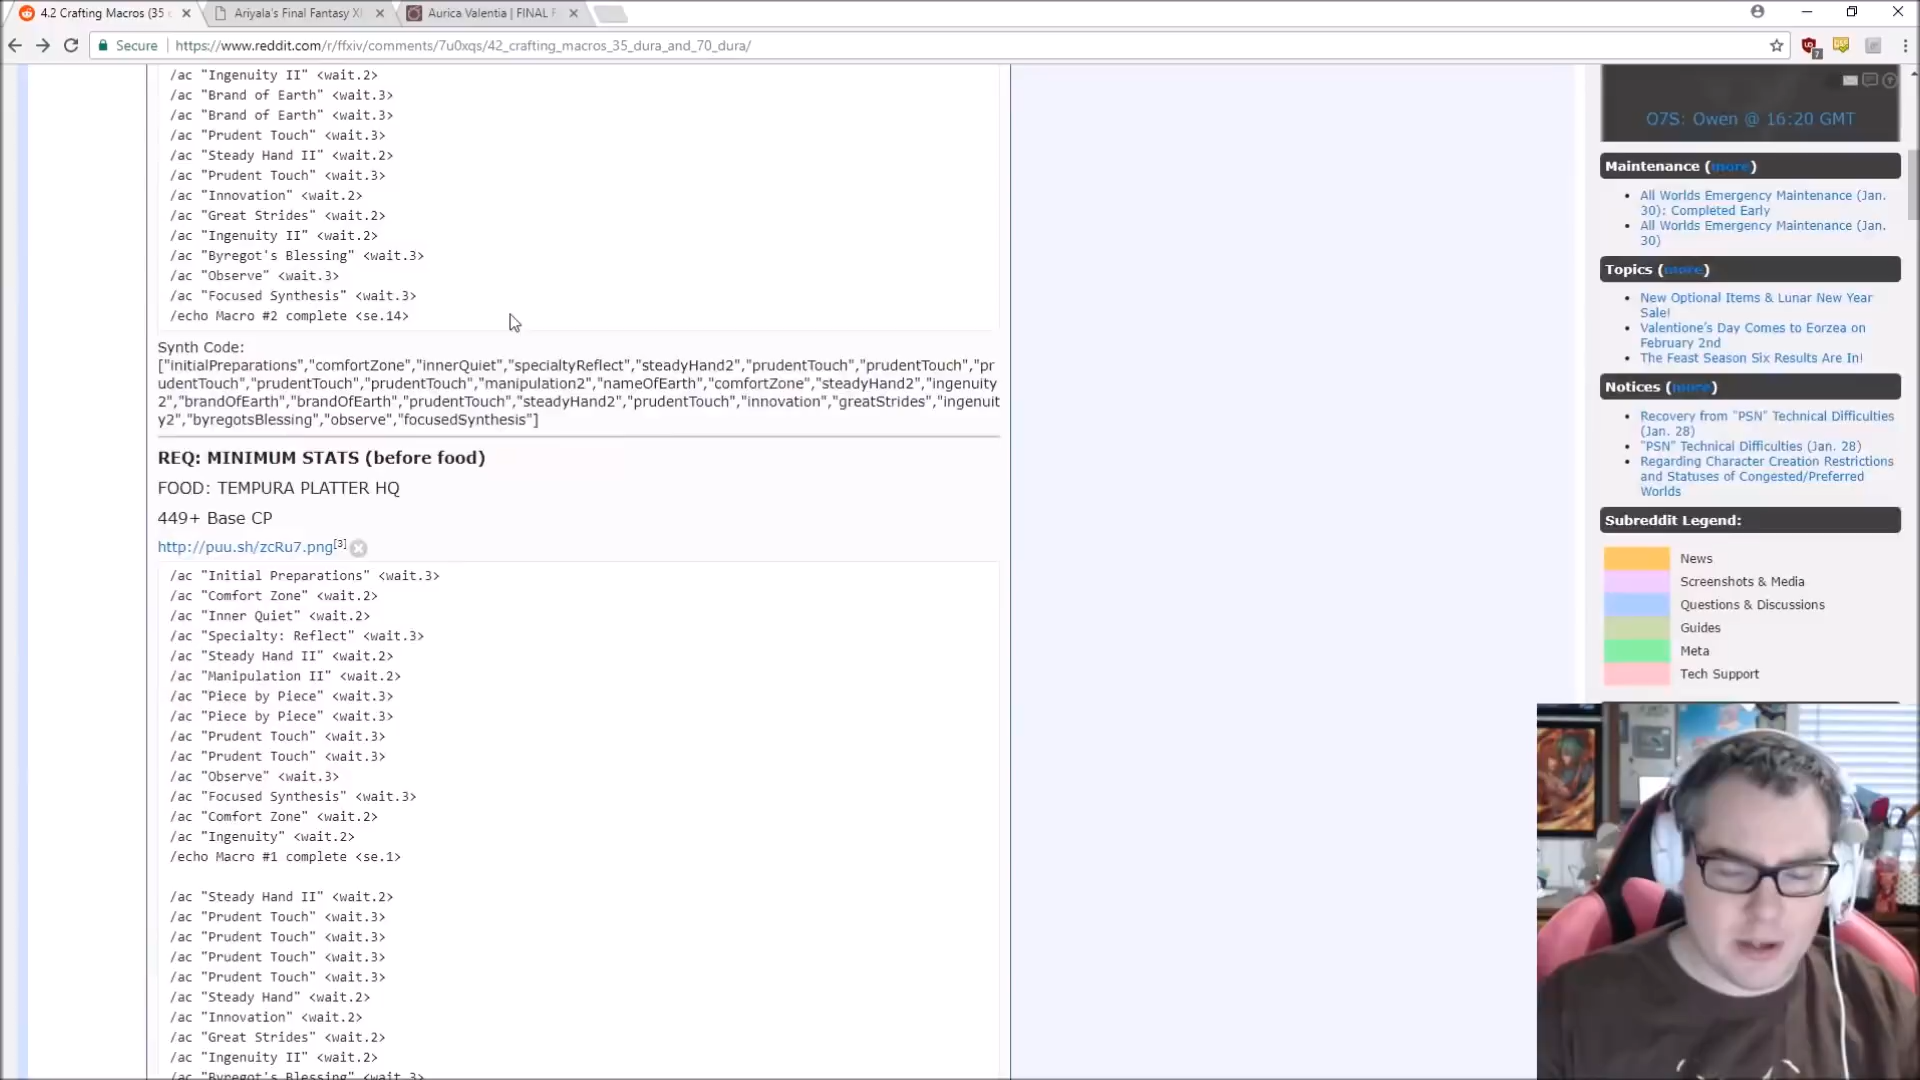 4.2 Crafting Macros (35
Ariyala's Final Fantasy X
Aurica Valentia | FINAL F
Secure
https://www.reddit.com/r/ffxiv/comments/7u0xqs/42_crafting_macros_35_dura_and_70_dura/
/ac "Ingenuity II" <wait.2>
/ac "Brand of Earth" <wait.3>
/ac "Brand of Earth" <wait.3>
/ac "Prudent Touch" <wait.3>
/ac "Steady Hand II" <wait.2>
/ac "Prudent Touch" <wait.3>
/ac "Innovation" <wait.2>
/ac "Great Strides" <wait.2>
/ac "Ingenuity II" <wait.2>
/ac "Byregot's Blessing" <wait.3>
/ac "Observe" <wait.3>
/ac "Focused Synthesis" <wait.3>
/echo Macro #2 complete <se.14>
Synth Code:
["initialPreparations","comfortZone","innerQuiet","specialtyReflect","steadyHand2","prudentTouch","prudentTouch","pr
udentTouch","prudentTouch","prudentTouch","manipulation2","nameOfEarth","comfortZone","steadyHand2","ingenuity
2","brandOfEarth","brandOfEarth","prudentTouch","steadyHand2","prudentTouch","innovation","greatStrides","ingenuit
y2","byregotsBlessing","observe","focusedSynthesis"]
REQ: MINIMUM STATS (before food)
FOOD: TEMPURA PLATTER HQ
449+ Base CP
http://puu.sh/zcRu7.png[3]
/ac "Initial Preparations" <wait.3>
/ac "Comfort Zone" <wait.2>
/ac "Inner Quiet" <wait.2>
/ac "Specialty: Reflect" <wait.3>
/ac "Steady Hand II" <wait.2>
/ac "Manipulation II" <wait.2>
/ac "Piece by Piece" <wait.3>
/ac "Piece by Piece" <wait.3>
/ac "Prudent Touch" <wait.3>
/ac "Prudent Touch" <wait.3>
/ac "Observe" <wait.3>
/ac "Focused Synthesis" <wait.3>
/ac "Comfort Zone" <wait.2>
/ac "Ingenuity" <wait.2>
/echo Macro #1 complete <se.1>
/ac "Steady Hand II" <wait.2>
/ac "Prudent Touch" <wait.3>
/ac "Prudent Touch" <wait.3>
/ac "Prudent Touch" <wait.3>
/ac "Prudent Touch" <wait.3>
/ac "Steady Hand" <wait.2>
/ac "Innovation" <wait.2>
/ac "Great Strides" <wait.2>
/ac "Ingenuity II" <wait.2>
/ac "Byregot's Blessing" <wait.3>
O7S: Owen @ 16:20 GMT
Maintenance (more)
All Worlds Emergency Maintenance (Jan.
30): Completed Early
All Worlds Emergency Maintenance (Jan.
30)
Topics (more)
New Optional Items & Lunar New Year
Sale!
Valentione's Day Comes to Eorzea on
February 2nd
The Feast Season Six Results Are In!
Notices (more)
Recovery from "PSN" Technical Difficulties
(Jan. 28)
"PSN" Technical Difficulties (Jan. 28)
Regarding Character Creation Restrictions
and Statuses of Congested/Preferred
Worlds
Subreddit Legend:
News
Screenshots & Media
Questions & Discussions
Guides
Meta
Tech Support